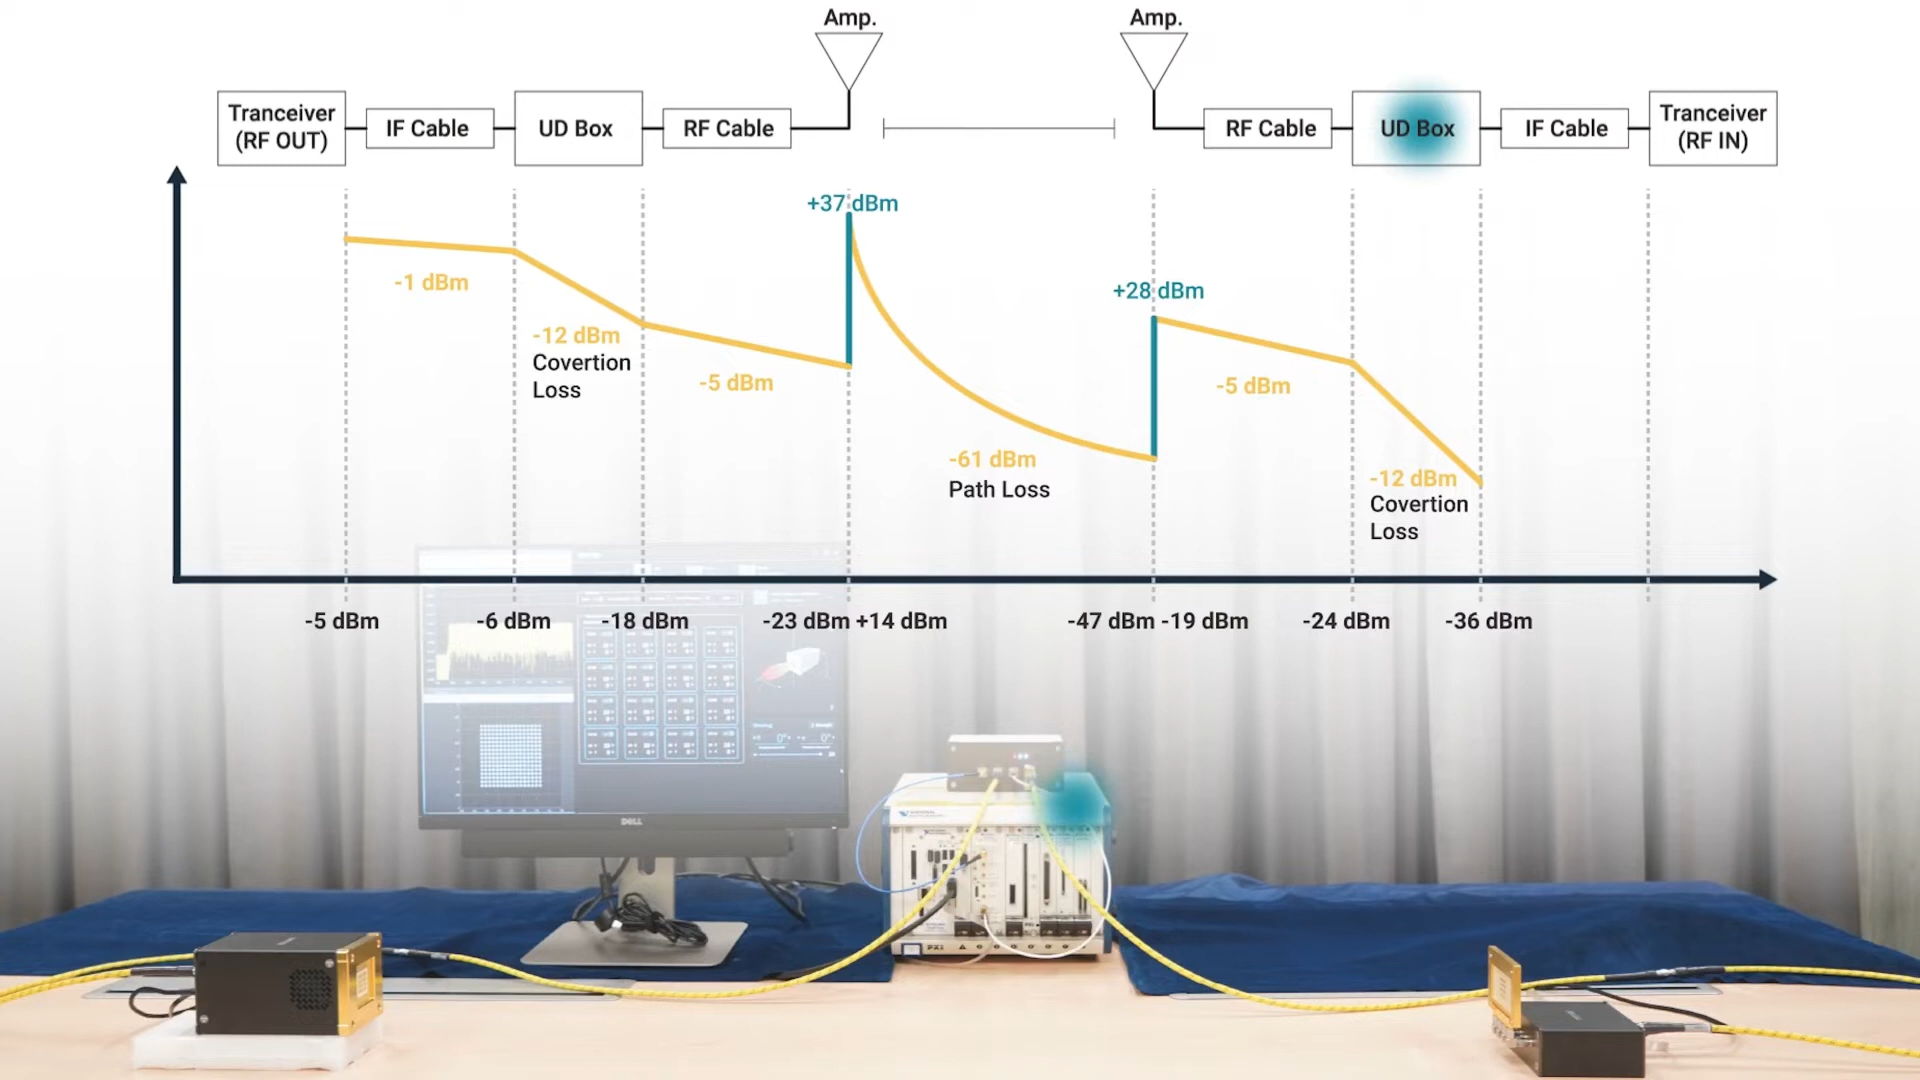 Amp.
Amp.
Tranceiver
(RF OUT)
IF Cable
UD Box
RF Cable
RF Cable
UD Box
IF Cable
Tranceiver
(RF IN)
+37 dBm
-1 dBm
+28 dBm
-12 dBm
Covertion
Loss
-5 dBm
-5 dBm
-61 dBm
Path Loss
-12 dBm
Covertion
Loss
-5 dBm
-6 dBm
-18 dBm
-23 dBm +14 dBm
-47 dBm -19 dBm
-24 dBm
-36 dBm
DELL
PXI